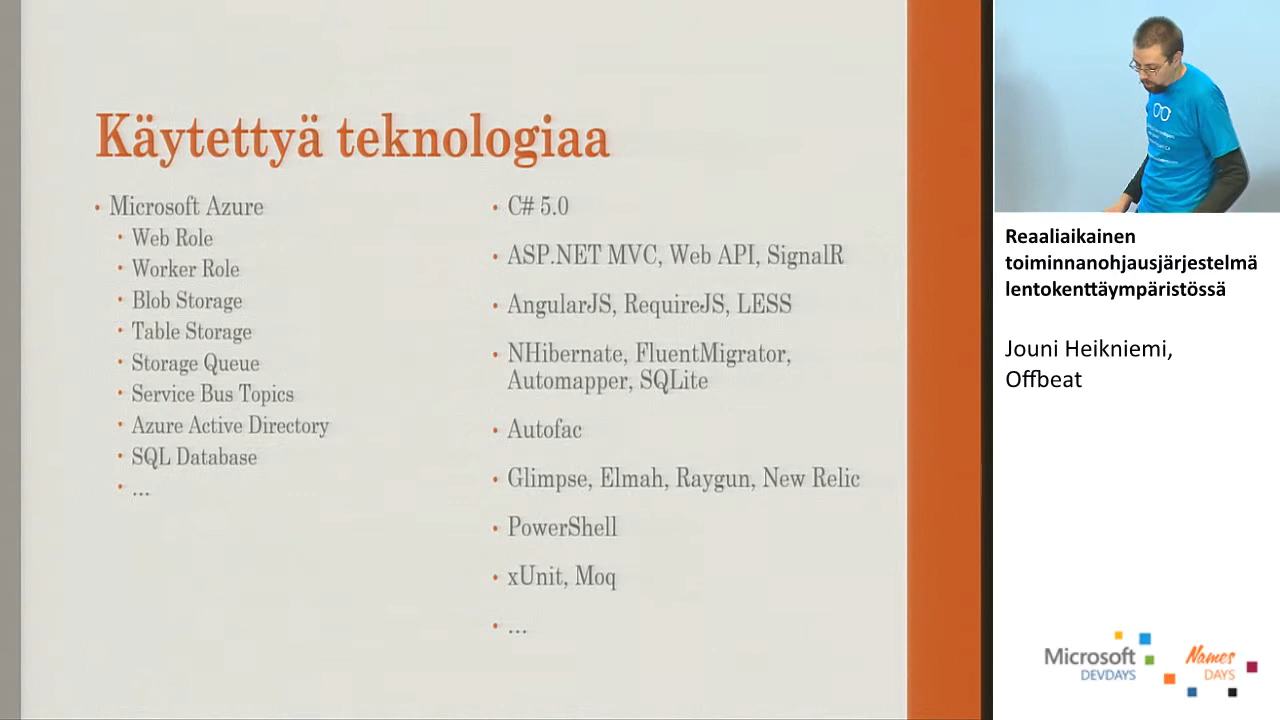 Käytettyä teknologiaa
• Microsoft Azure
• Web Role
• Worker Role
• Blob Storage
• Table Storage
• Storage Queue
• Service Bus Topics
• Azure Active Directory
• SQL Database
• ...
• C# 5.0
• ASP.NET MVC, Web API, SignalR
• AngularJS, RequireJS, LESS
• NHibernate, FluentMigrator,
Automapper, SQLite
• Autofac
• Glimpse, Elmah, Raygun, New Relic
• PowerShell
• xUnit, Moq
• ...
Reaaliaikainen
toiminnanohjausjärjestelmä
lentokenttäympäristössä
Jouni Heikniemi,
Offbeat
Microsoft
DEVDAYS
Names
DAYS